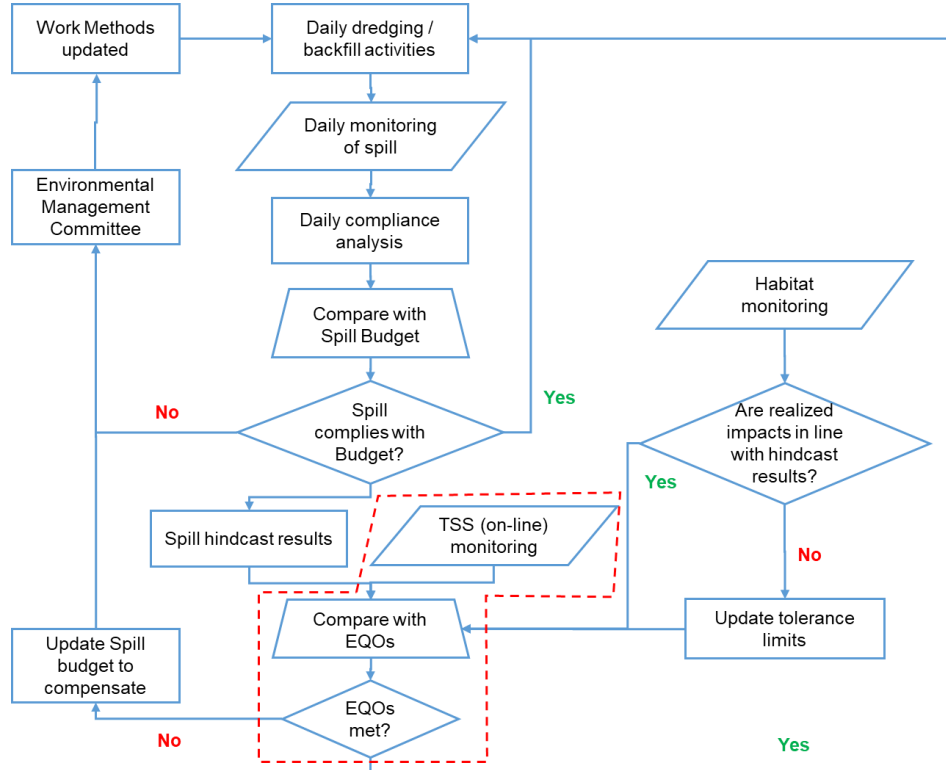 Work Methods
updated
Daily dredging /
backfill activities
Daily monitoring
of spill
Environmental
Management
Committee
Daily compliance
analysis
Habitat
monitoring
Compare with
Spill Budget
No
Yes
Spill
complies with
Budget?
Are realized
impacts in line
with hindcast
results?
Yes
Spill hindcast results
TSS (on-line)
monitoring
No
Compare with
EQOs
Update tolerance
limits
Update Spill
budget to
compensate
EQOs
met?
No
Yes